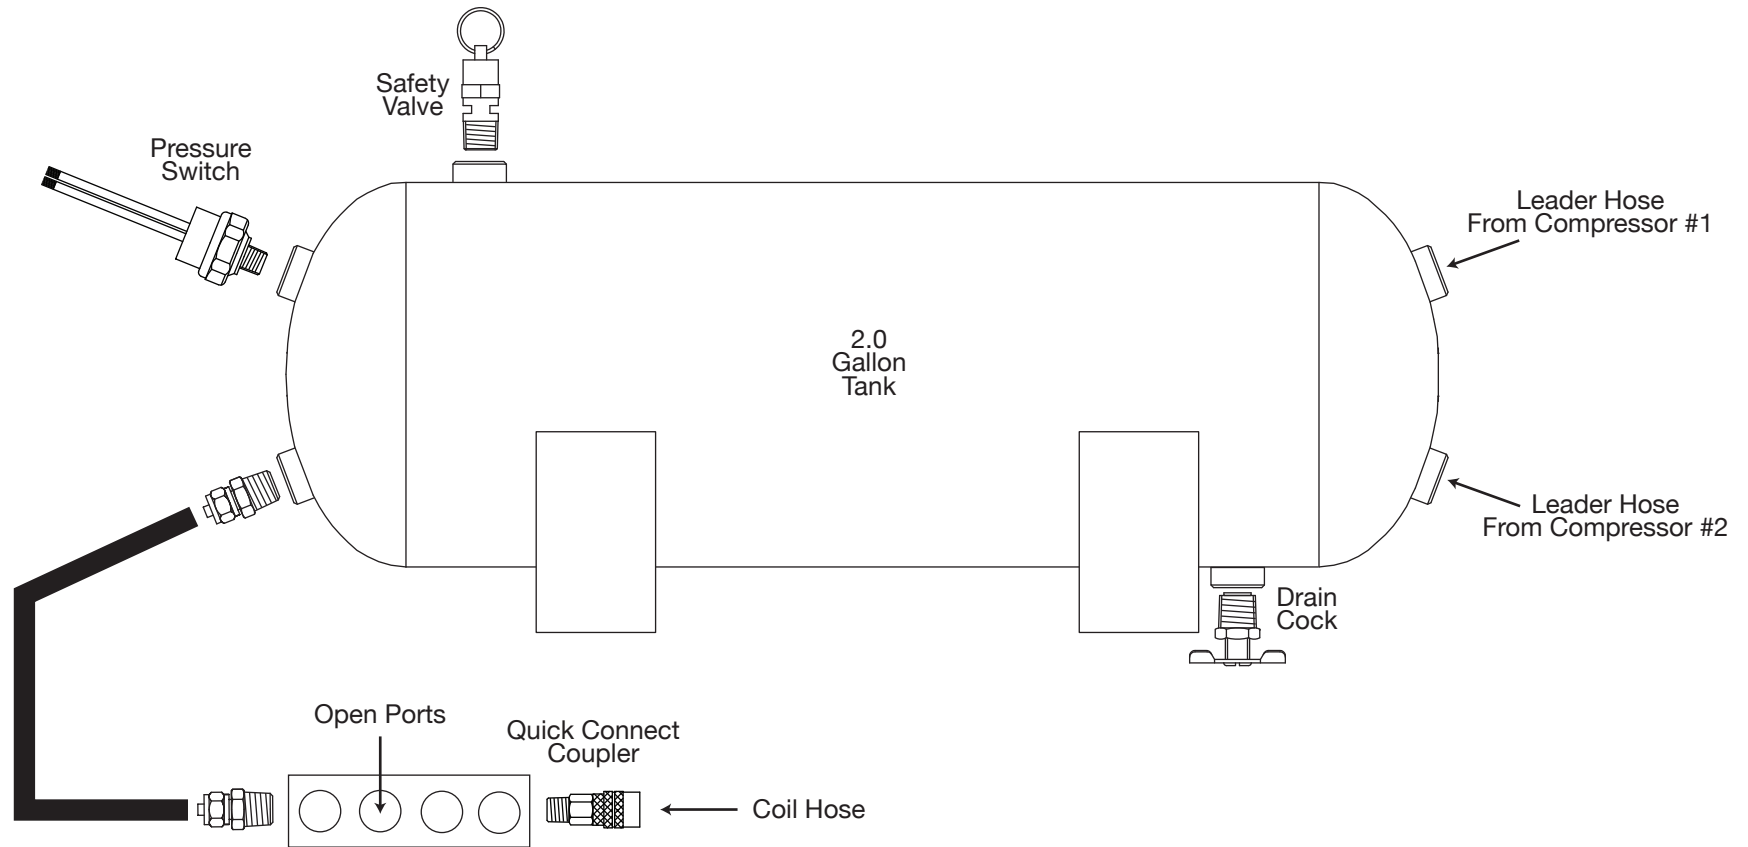 Safety
Valve
Pressure
Switch
Leader Hose
From Compressor #1
2.0
Gallon
Tank
Leader Hose
From Compressor #2
Drain
Cock
Open Ports
Quick Connect
Coupler
Coil Hose